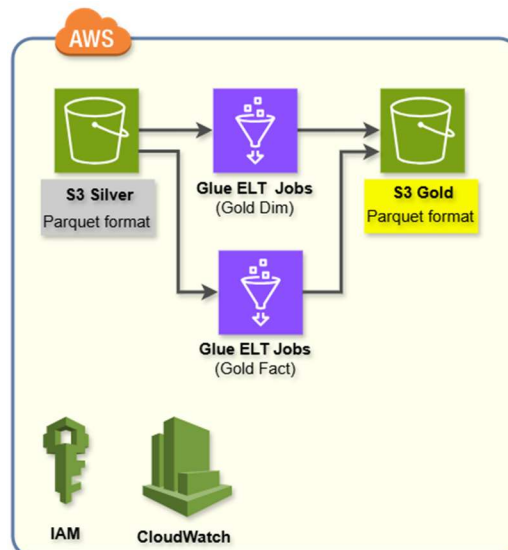 AWS
S3 Silver
Parquet format
Glue ELT Jobs
(Gold Dim)
S3 Gold
Parquet format
Glue ELT Jobs
(Gold Fact)
IAM
CloudWatch